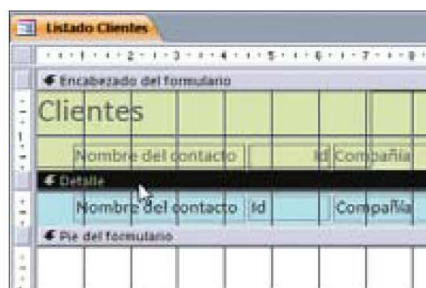 Listado Clientes
1 2 3 4 5 6 7 8
Encabezado del formulario
Clientes
1
Nombre del contacto Id Compañía
Detalle
Nombre del contacto Id Compañía
Pie del formulario